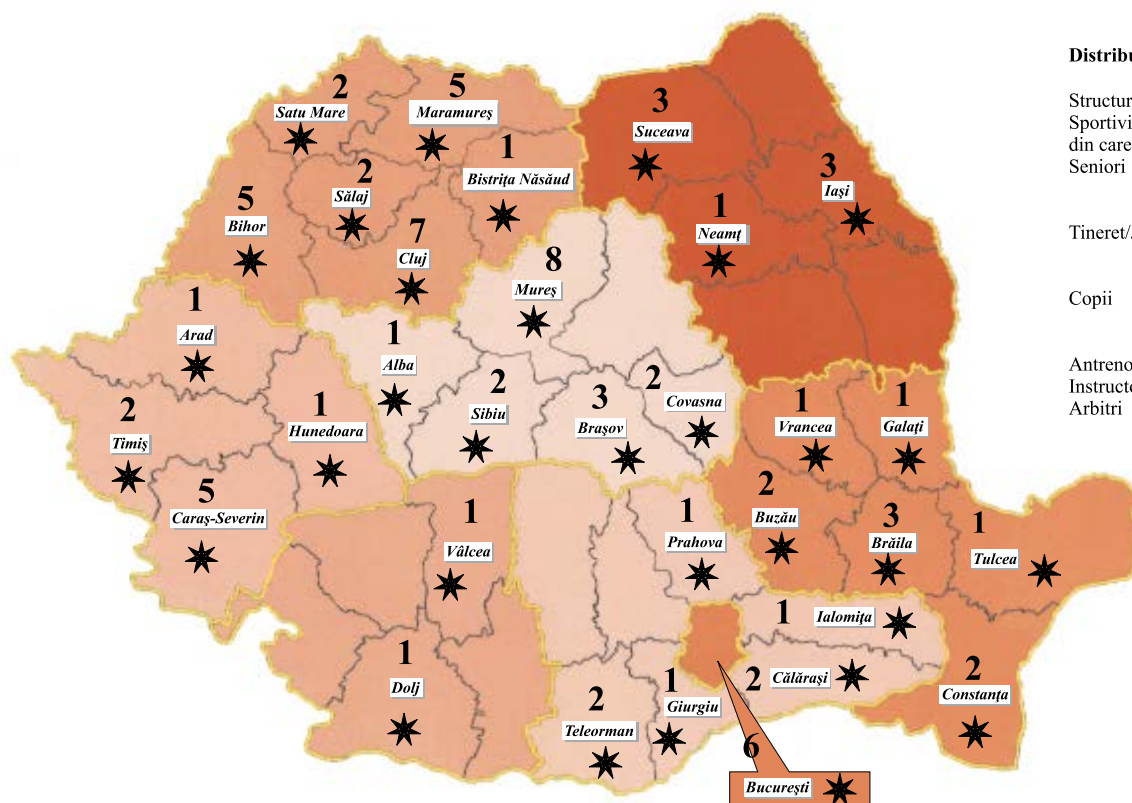 Distribu
Structur
Sportivi
din care
Seniori
Tineret/
Copii
Antreno
Instructo
Arbitri
2
Satu Mare
5
Maramureş
1
Bistriţa Năsăud
2
Sălaj
5
Bihor
7
Cluj
3
Suceava
3
Iaşi
1
Neamţ
8
Mureş
1
Arad
1
Alba
2
Sibiu
3
Braşov
2
Covasna
2
Timiş
1
Hunedoara
5
Caraş-Severin
1
Vrancea
1
Galaţi
2
Buzău
3
Brăila
1
Tulcea
1
Vâlcea
1
Prahova
1
Ialomiţa
2
Călăraşi
1
Dolj
2
Teleorman
1
Giurgiu
2
Constanţa
6
Bucureşti